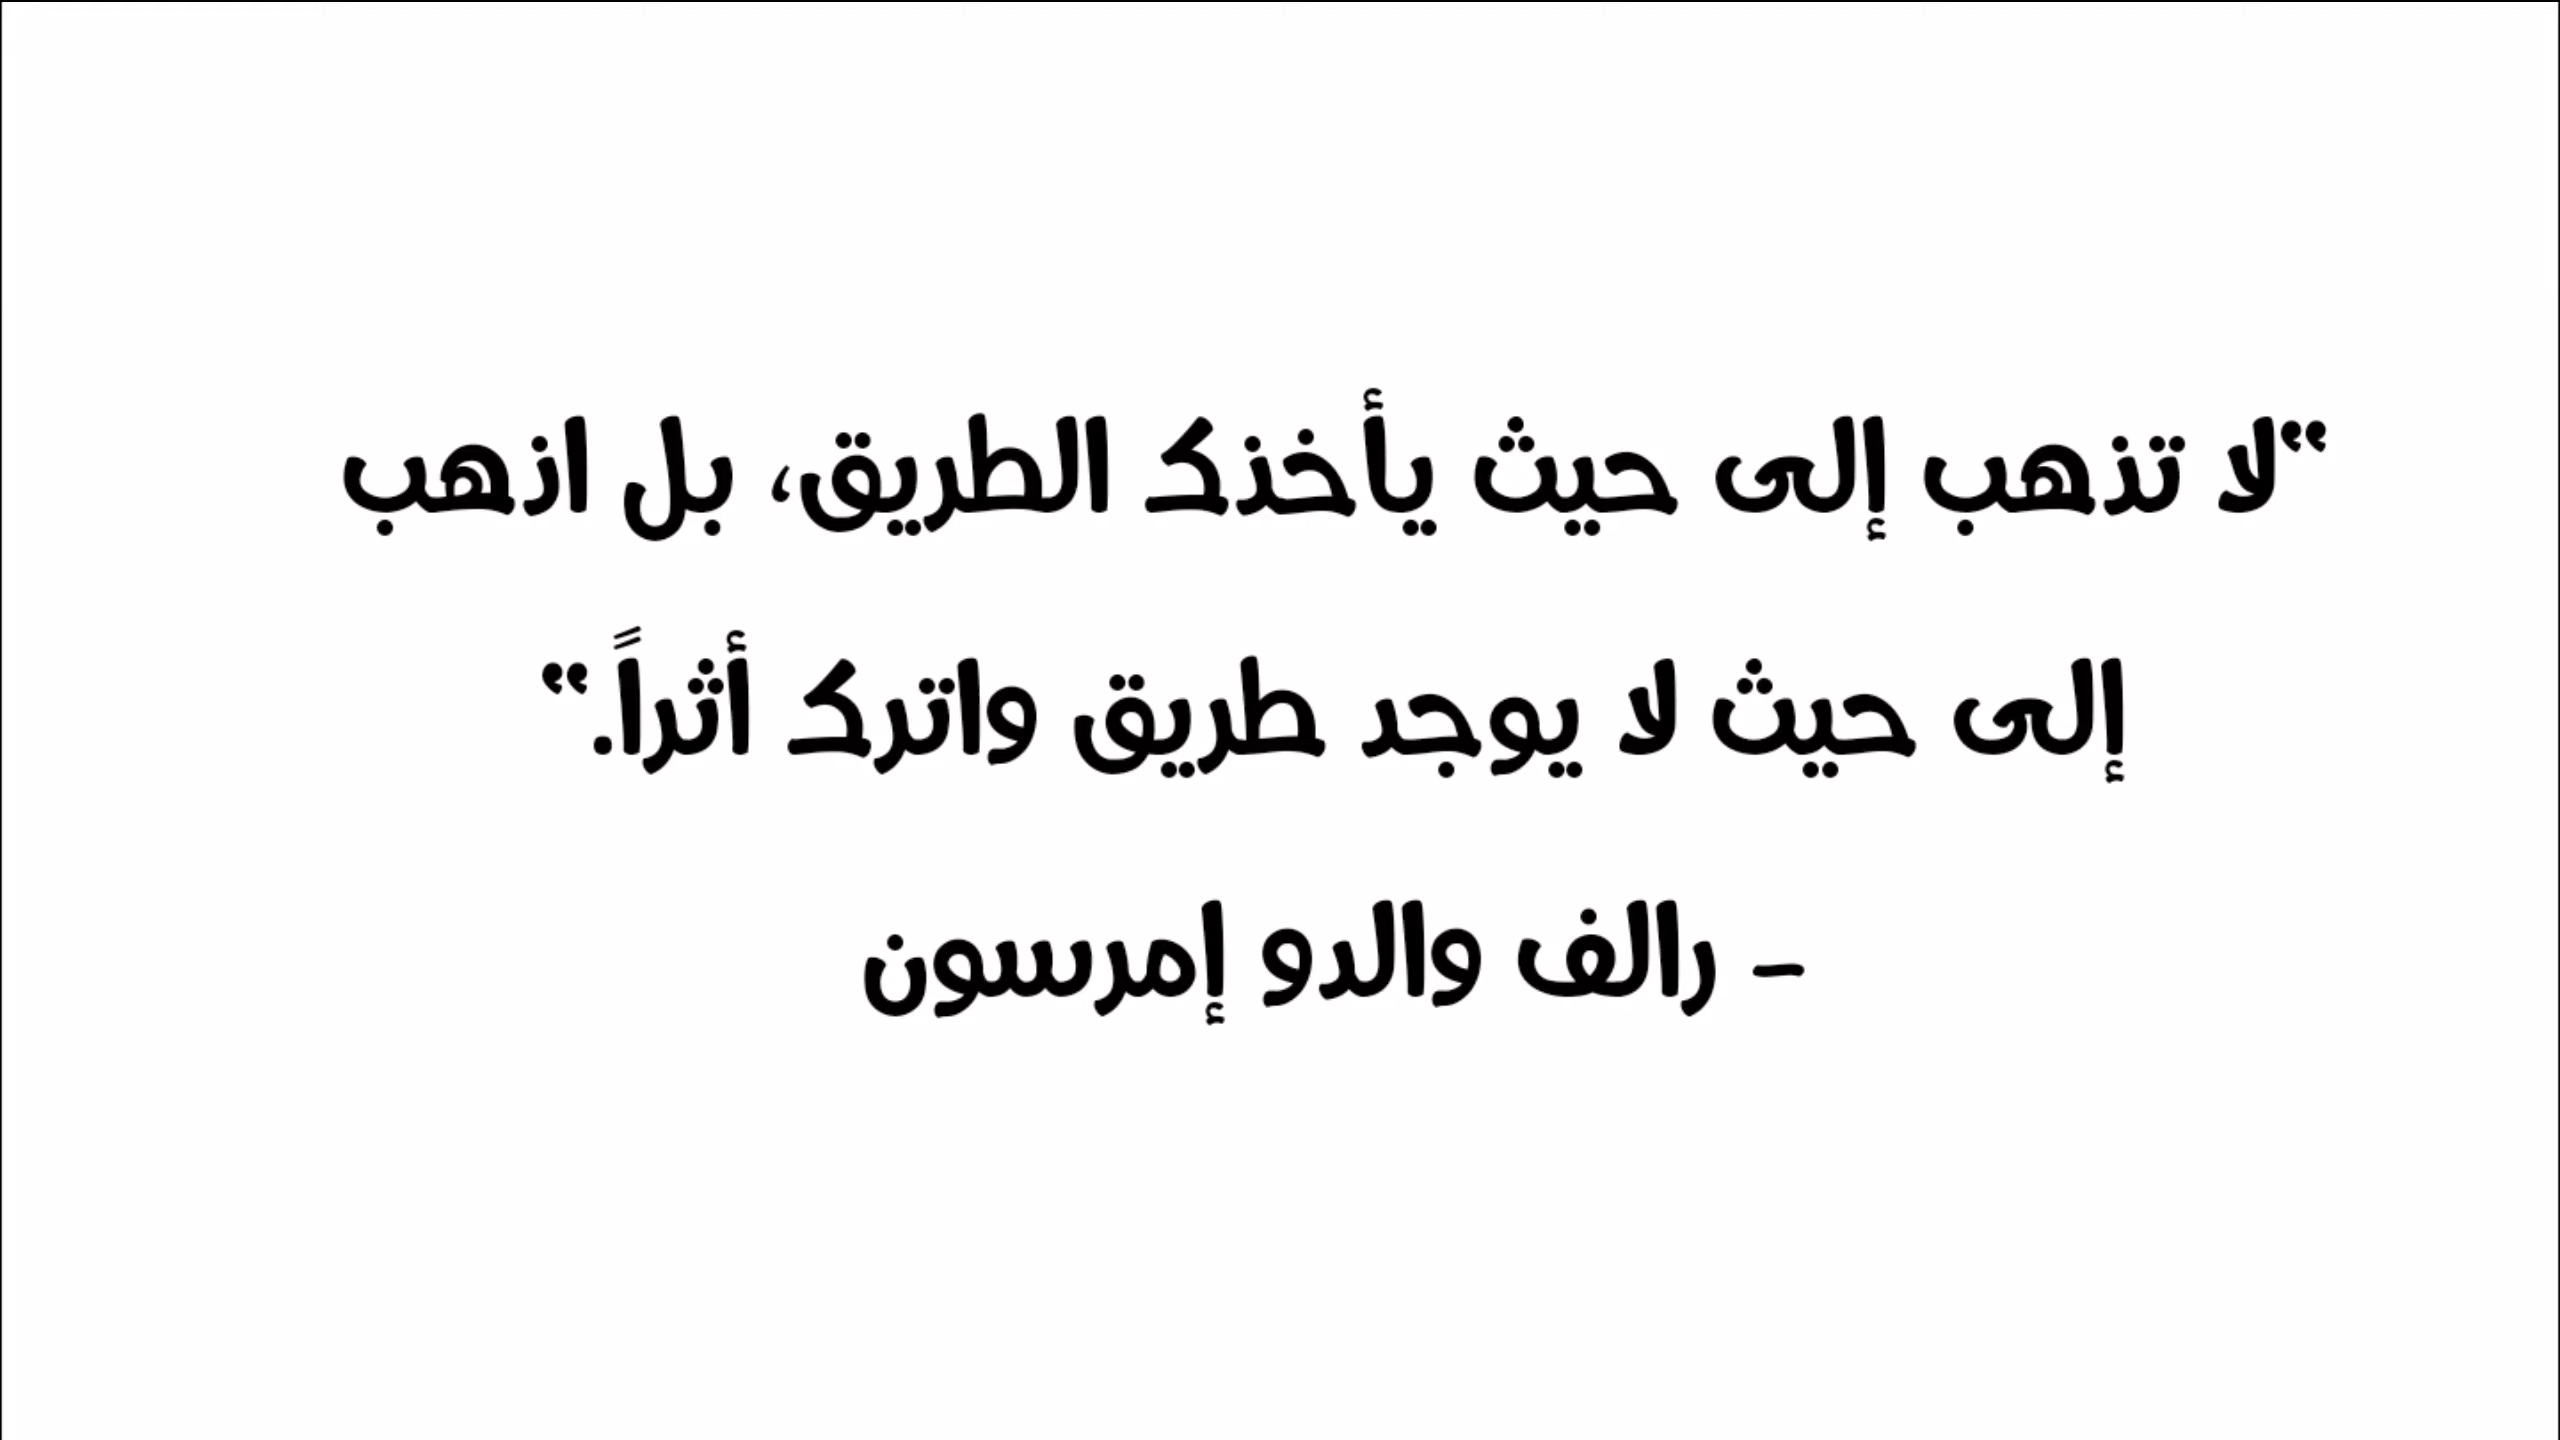 "لا تذهب إلى حيث يأخذك الطريق، بل اذهب
إلى حيث لا يوجد طريق واترك أثراً."
- رالف والدو إمرسون